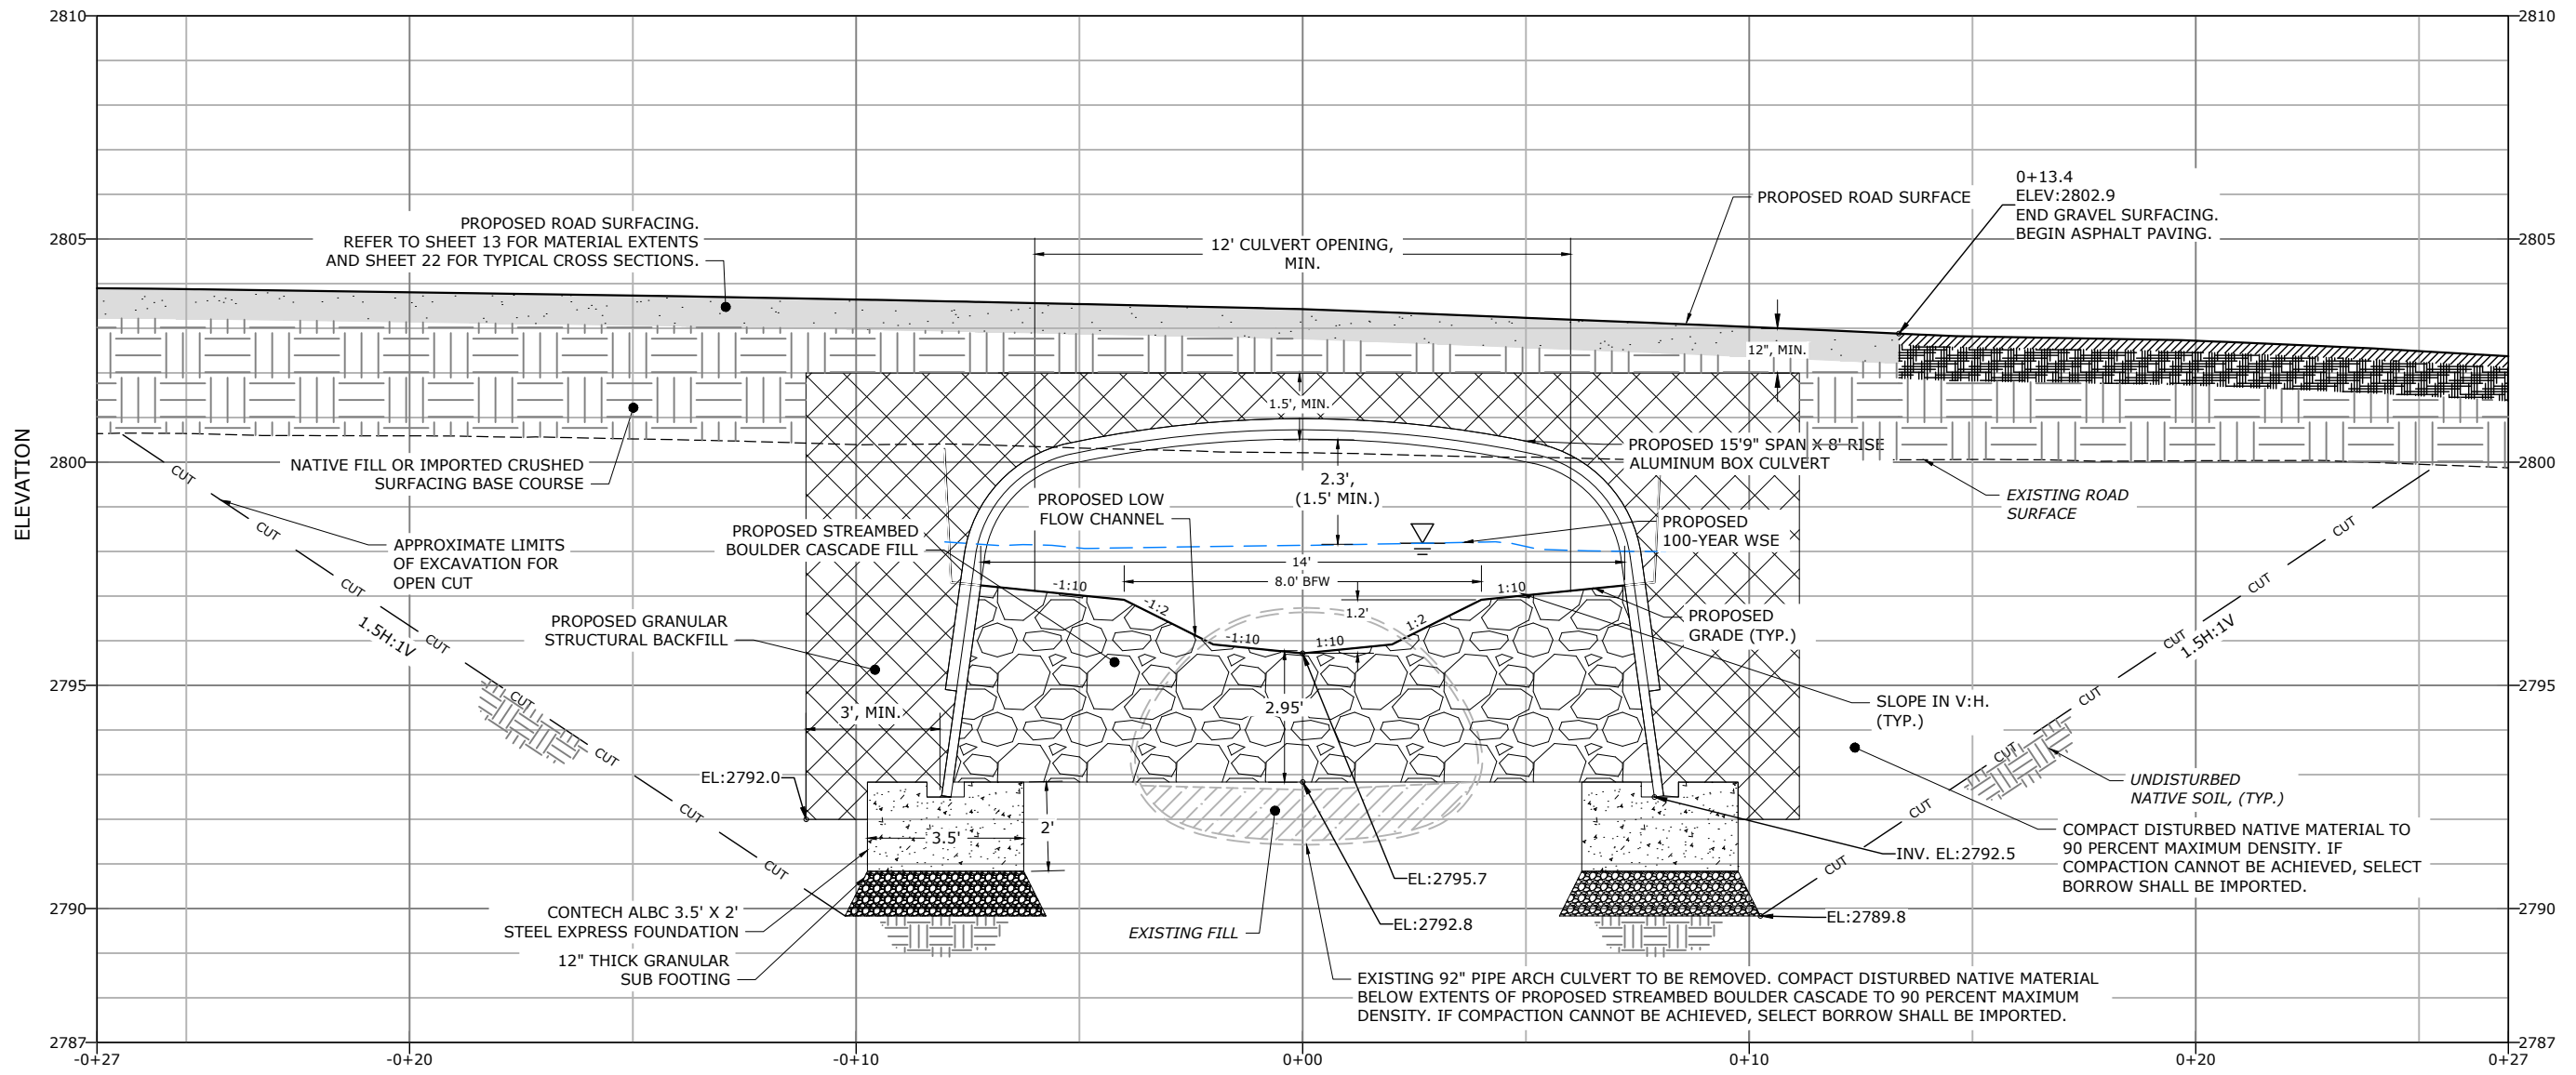 2810
2810
0+13.4
ELEV:2802.9
END GRAVEL SURFACING.
BEGIN ASPHALT PAVING.
PROPOSED ROAD SURFACE
PROPOSED ROAD SURFACING.
REFER TO SHEET 13 FOR MATERIAL EXTENTS
AND SHEET 22 FOR TYPICAL CROSS SECTIONS.
2805
2805
12' CULVERT OPENING,
MIN.
12", MIN.
1.5', MIN.
ELEVATION
PROPOSED 15'9" SPAN X 8' RISE
ALUMINUM BOX CULVERT
2800
2800
NATIVE FILL OR IMPORTED CRUSHED
SURFACING BASE COURSE
2.3',
(1.5' MIN.)
PROPOSED LOW
FLOW CHANNEL
EXISTING ROAD
SURFACE
PROPOSED STREAMBED
BOULDER CASCADE FILL
PROPOSED
100-YEAR WSE
APPROXIMATE LIMITS
OF EXCAVATION FOR
OPEN CUT
14'
8.0' BFW
-1:10
-1:2
1.2'
1:10
1:2
-1:10
1:10
PROPOSED GRANULAR
STRUCTURAL BACKFILL
PROPOSED
GRADE (TYP.)
CUT
CUT
CUT
CUT
CUT
CUT
CUT
CUT
1.5H:1V
CUT
CUT
CUT
CUT
CUT
CUT
CUT
1.5H:1V
2795
2795
2.95'
3', MIN.
SLOPE IN V:H.
(TYP.)
EL:2792.0
UNDISTURBED
NATIVE SOIL, (TYP.)
3.5'
2'
COMPACT DISTURBED NATIVE MATERIAL TO
90 PERCENT MAXIMUM DENSITY. IF
COMPACTION CANNOT BE ACHIEVED, SELECT
BORROW SHALL BE IMPORTED.
INV. EL:2792.5
EL:2795.7
EL:2792.8
EL:2789.8
2790
2790
CONTECH ALBC 3.5' X 2'
STEEL EXPRESS FOUNDATION
EXISTING FILL
12" THICK GRANULAR
SUB FOOTING
EXISTING 92" PIPE ARCH CULVERT TO BE REMOVED. COMPACT DISTURBED NATIVE MATERIAL
BELOW EXTENTS OF PROPOSED STREAMBED BOULDER CASCADE TO 90 PERCENT MAXIMUM
DENSITY. IF COMPACTION CANNOT BE ACHIEVED, SELECT BORROW SHALL BE IMPORTED.
2787
2787
-0+27
-0+20
-0+10
0+00
0+10
0+20
0+27